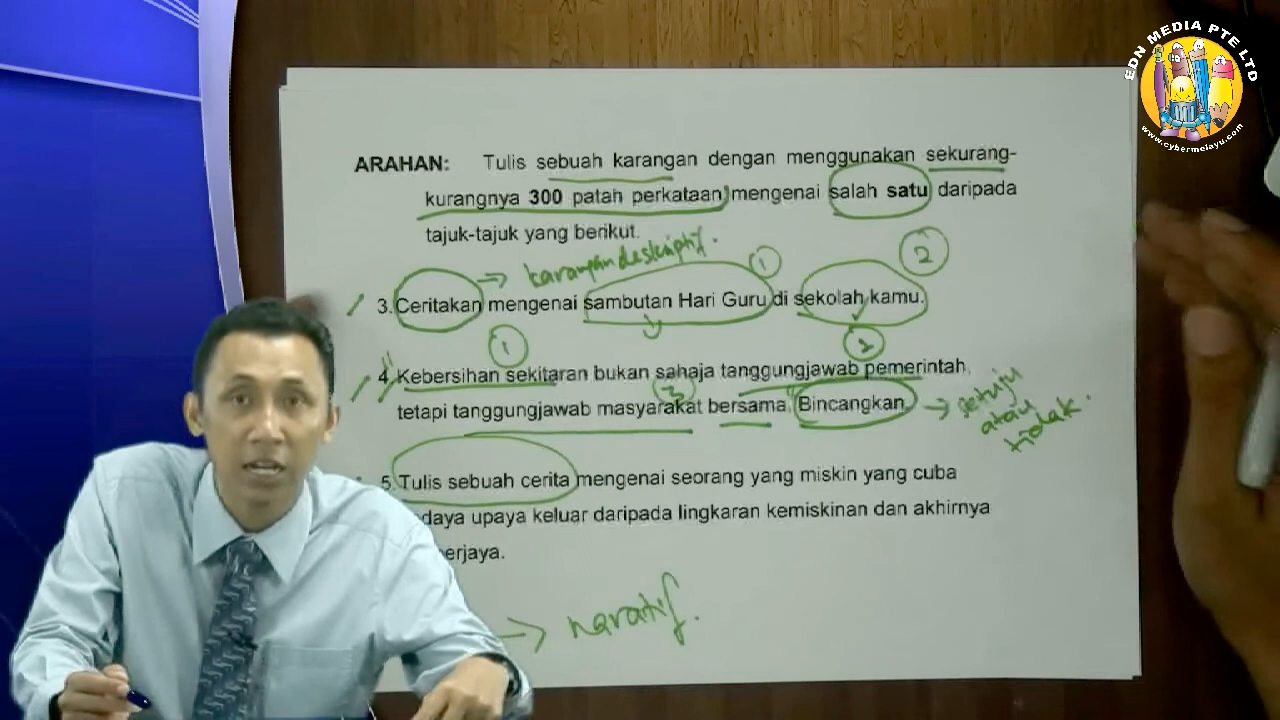 EDN MEDIA PTE LTD
www.cybermelayu.com
ARAHAN: Tulis sebuah karangan dengan menggunakan sekurang-
kurangnya 300 patah perkataan mengenai salah satu daripada
tajuk-tajuk yang berikut.
→ karangan deskriptif.
1
2
3. Ceritakan mengenai sambutan Hari Guru di sekolah kamu.
1
2
4. Kebersihan sekitaran bukan sahaja tanggungjawab pemerintah
3
tetapi tanggungjawab masyarakat bersama. Bincangkan.
→ setuju
atau
tidak.
5. Tulis sebuah cerita mengenai seorang yang miskin yang cuba
daya upaya keluar daripada lingkaran kemiskinan dan akhirnya
erjaya.
→ naratif.